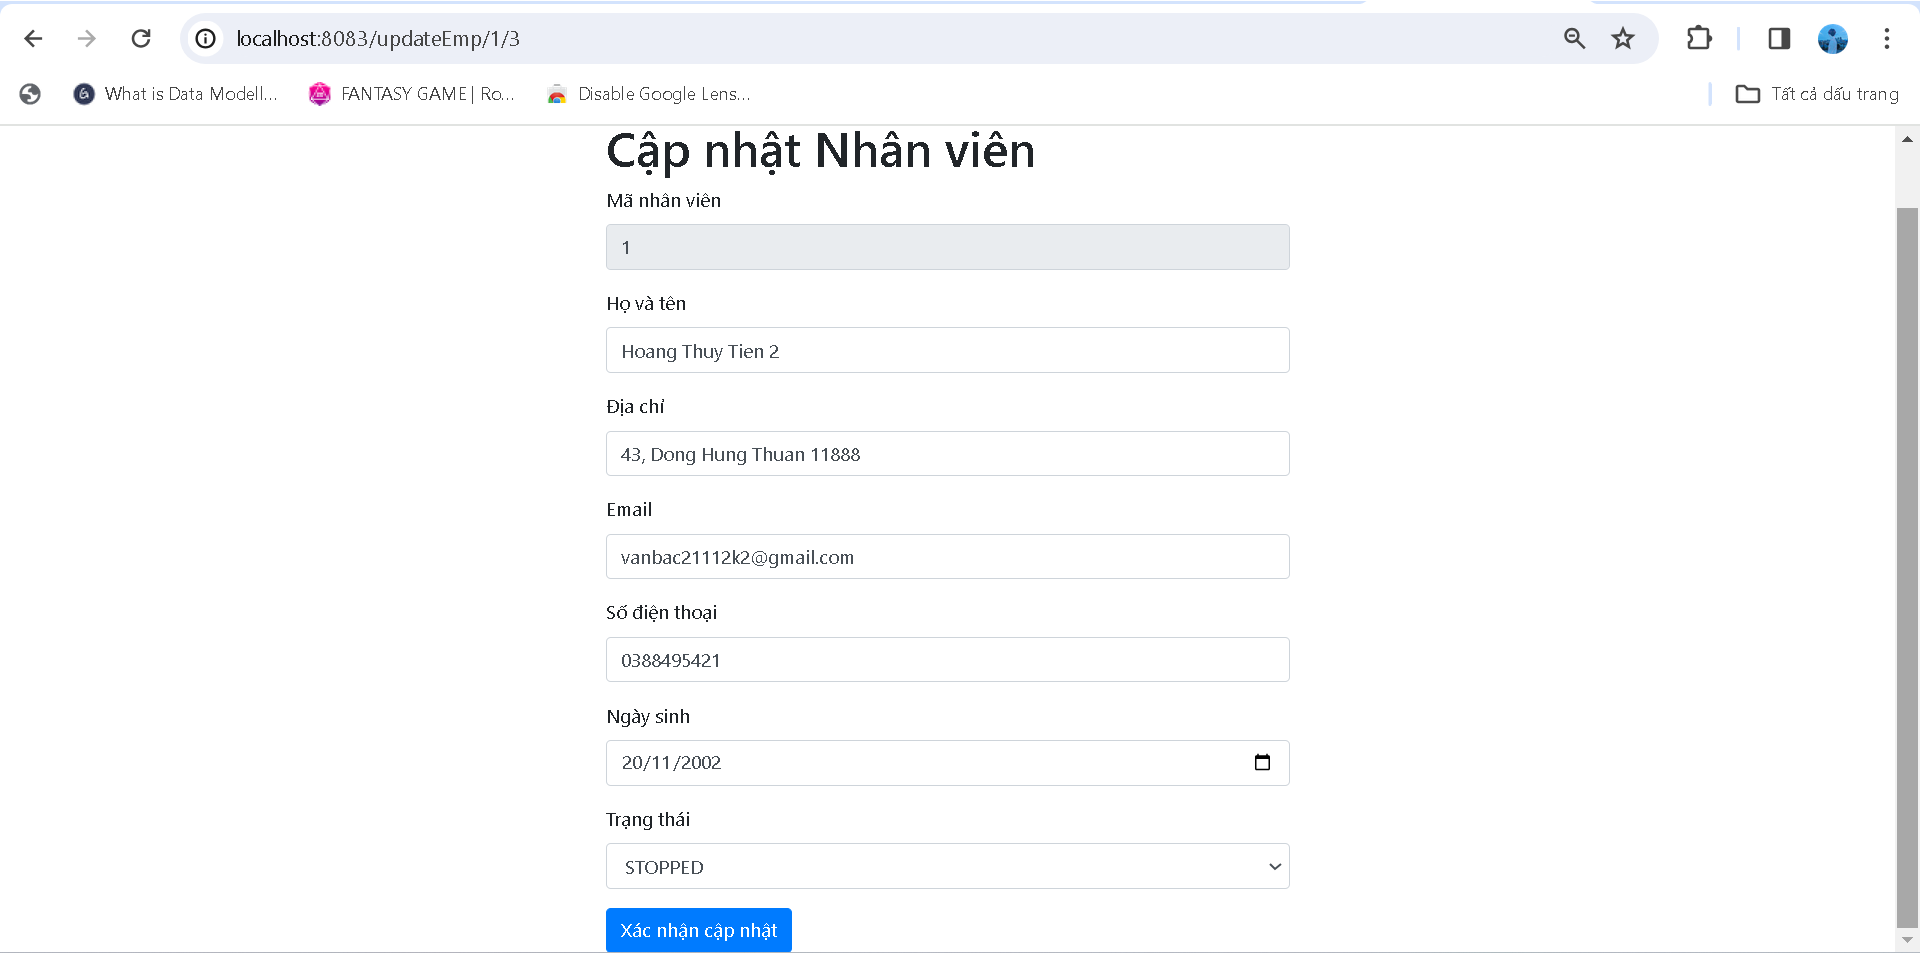 localhost:8083/updateEmp/1/3
What is Data Modell...
FANTASY GAME | Ro...
Disable Google Lens...
Tất cả dấu trang
Cập nhật Nhân viên
Mã nhân viên
1
Họ và tên
Hoang Thuy Tien 2
Địa chỉ
43, Dong Hung Thuan 11888
Email
vanbac21112k2@gmail.com
Số điện thoại
0388495421
Ngày sinh
20/11/2002
Trạng thái
STOPPED
Xác nhận cập nhật